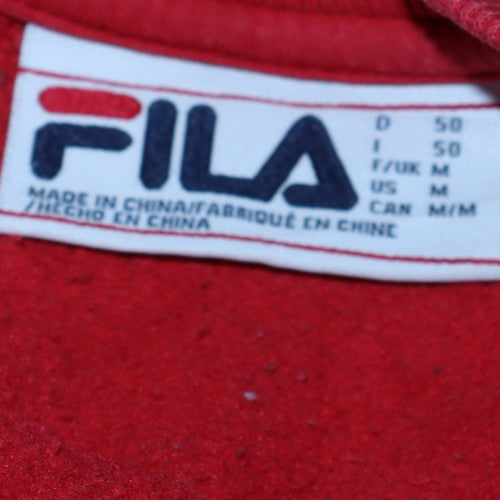 FILA
D 50
I 50
F/UK M
US M
CAN M/M
MADE IN CHINA/FABRIQUÉ EN CHINE
/HECHO EN CHINA